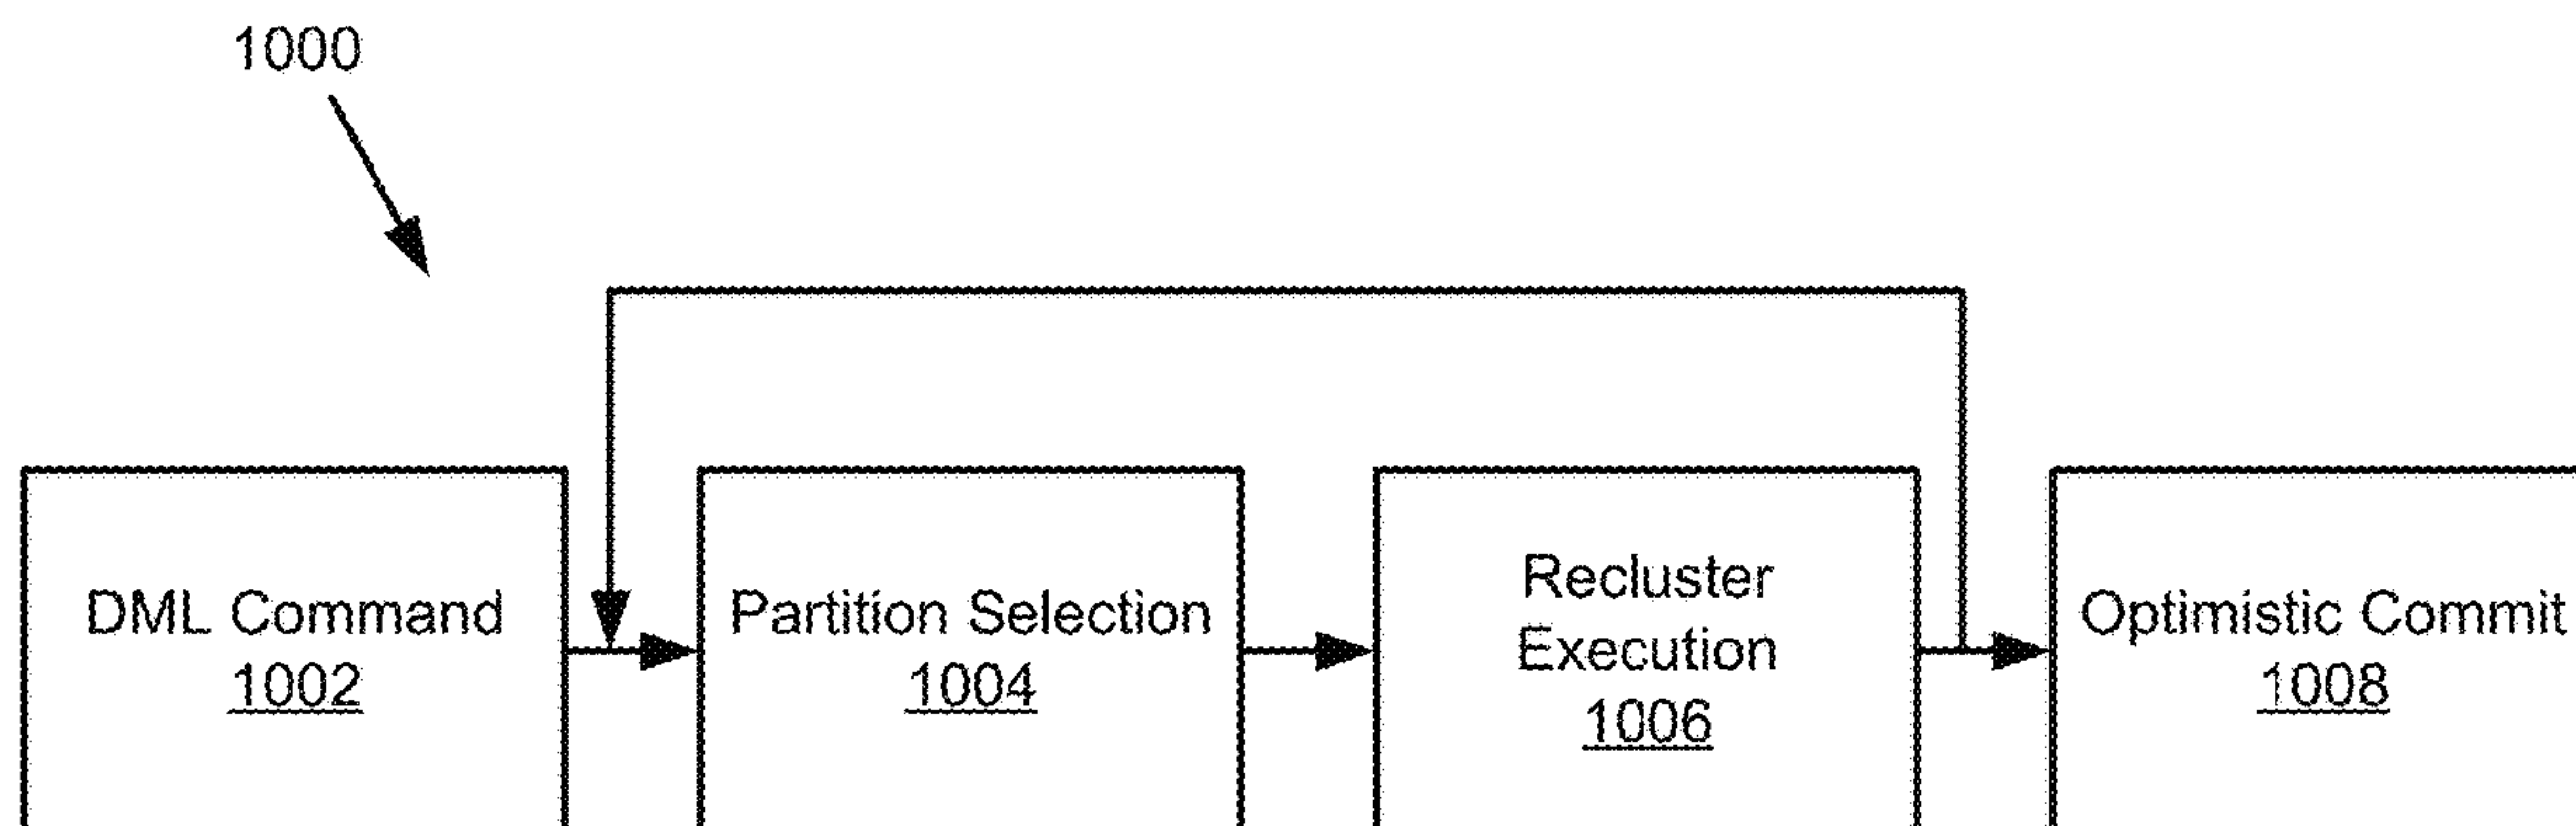 1000
DML Command
1002
Partition Selection
1004
Recluster
Execution
1006
Optimistic Commit
1008